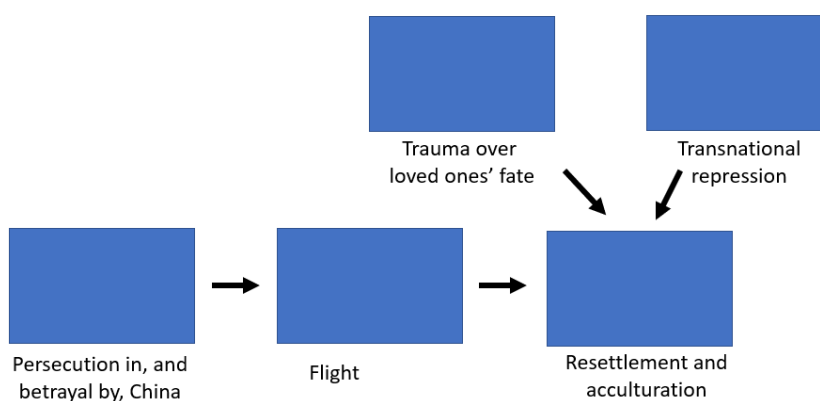 Trauma over
loved ones’ fate
Transnational
repression
Persecution in, and
betrayal by, China
Flight
Resettlement and
acculturation